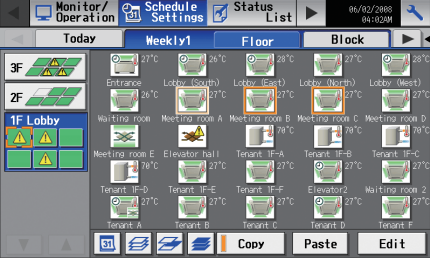 Monitor/ Operation
31 Schedule Settings
Status List
06/02/2008
04:02AM
Today Weekly1 Floor Block
3F
2F
1F Lobby
27°C 27°C 28°C 27°C 27°C
Entrance Lobby (South) Lobby (East) Lobby (North) Lobby (West)
26°C 27°C 27°C 27°C 27°C
Waiting room Meeting room A Meeting room B Meeting room C Meeting room D
70°C 70°C 70°C
Meeting room E Elevator hall Tenant 1F-A Tenant 1F-B Tenant 1F-C
70°C 27°C 27°C 27°C 27°C
Tenant 1F-D Tenant 1F-E Tenant 1F-F Elevator2 Waiting room 2
27°C 27°C 27°C 27°C 27°C
Tenant A Tenant B Tenant C Tenant D Tenant F
31 Copy Paste Edit